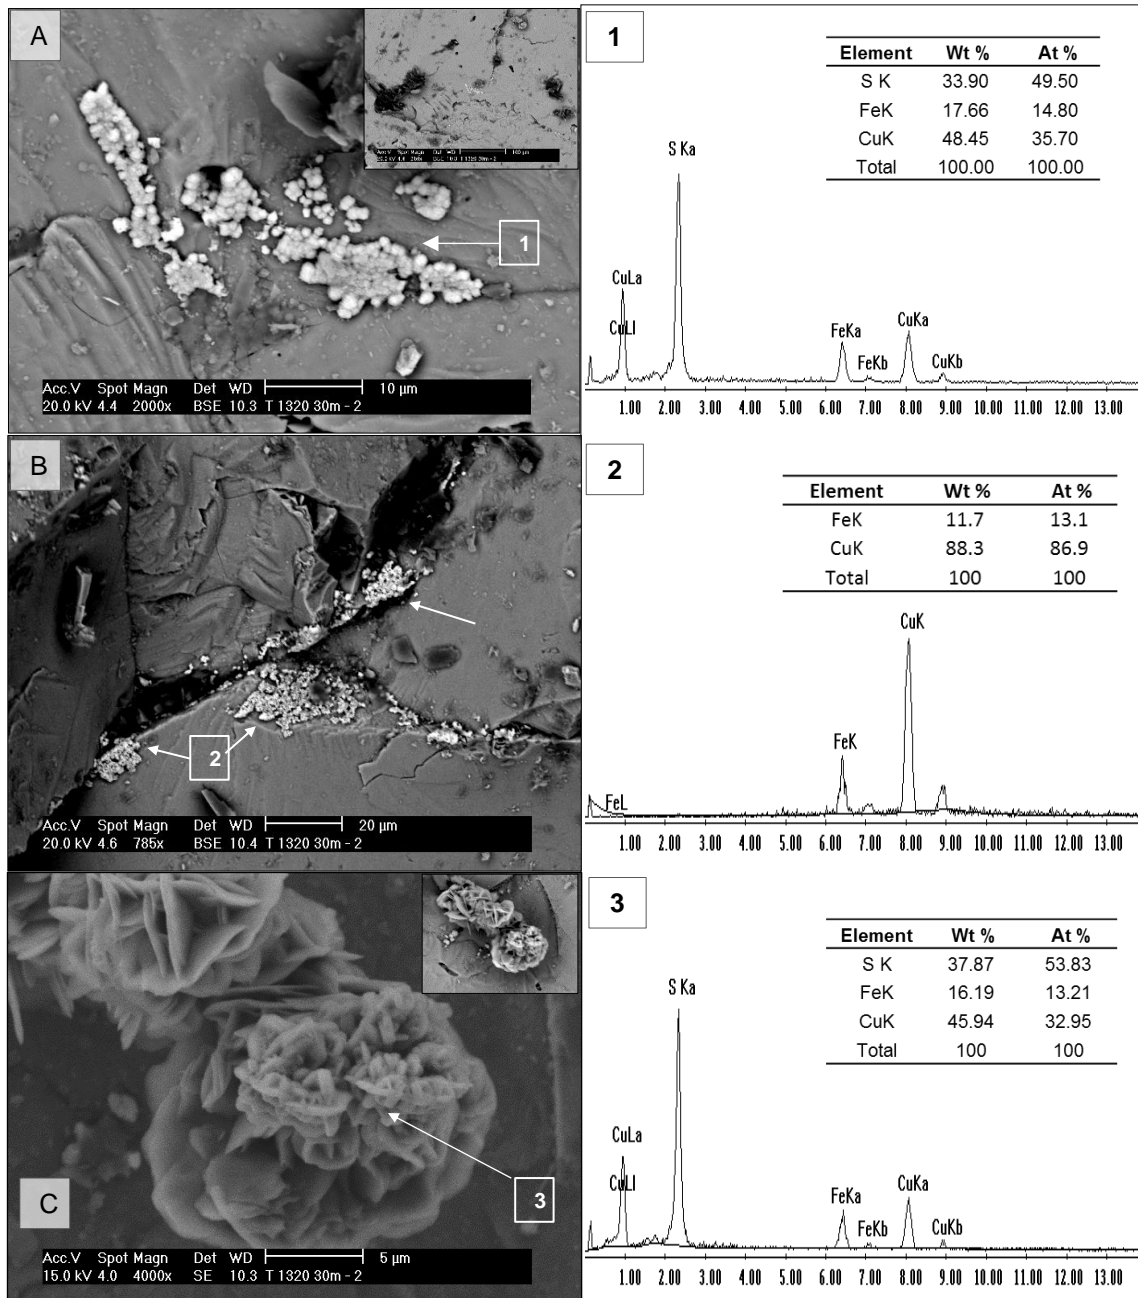 A
Acc.V Spot Magn Det WD 10 µm
20.0 kV 4.4 2000x BSE 10.3 T 1320 30m - 2
1
1
Element Wt % At %
S K 33.90 49.50
FeK 17.66 14.80
CuK 48.45 35.70
Total 100.00 100.00
S Ka
CuLa
CuLl
FeKa
FeKb
CuKa
CuKb
1.00 2.00 3.00 4.00 5.00 6.00 7.00 8.00 9.00 10.00 11.00 12.00 13.00
B
2
Acc.V Spot Magn Det WD 20 µm
20.0 kV 4.6 785x BSE 10.4 T 1320 30m - 2
2
Element Wt % At %
FeK 11.7 13.1
CuK 88.3 86.9
Total 100 100
CuK
FeK
FeL
1.00 2.00 3.00 4.00 5.00 6.00 7.00 8.00 9.00 10.00 11.00 12.00 13.00
C
3
Acc.V Spot Magn Det WD 5 µm
15.0 kV 4.0 4000x SE 10.3 T 1320 30m - 2
3
Element Wt % At %
S K 37.87 53.83
FeK 16.19 13.21
CuK 45.94 32.95
Total 100 100
S Ka
CuLa
CuLl
FeKa
FeKb
CuKa
CuKb
1.00 2.00 3.00 4.00 5.00 6.00 7.00 8.00 9.00 10.00 11.00 12.00 13.00